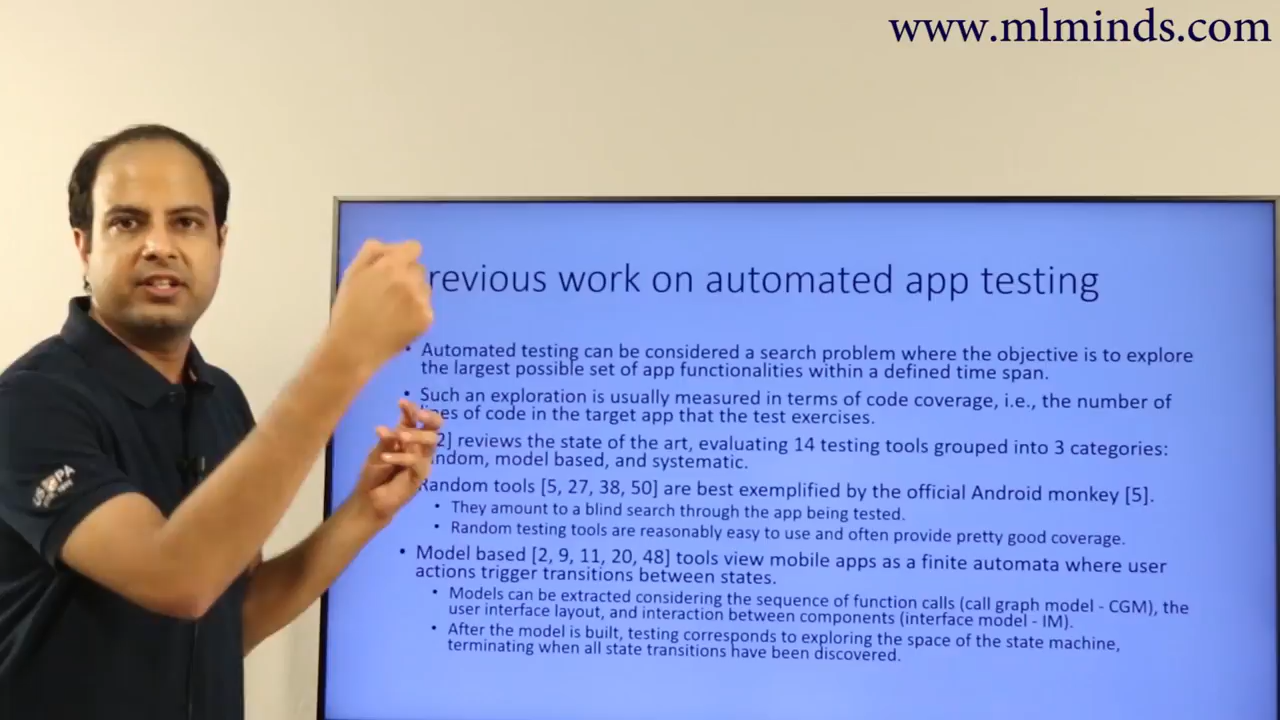 www.mlminds.com
revious work on automated app testing
• Automated testing can be considered a search problem where the objective is to explore
the largest possible set of app functionalities within a defined time span.
• Such an exploration is usually measured in terms of code coverage, i.e., the number of
lines of code in the target app that the test exercises.
2] reviews the state of the art, evaluating 14 testing tools grouped into 3 categories:
ndom, model based, and systematic.
Random tools [5, 27, 38, 50] are best exemplified by the official Android monkey [5].
• They amount to a blind search through the app being tested.
• Random testing tools are reasonably easy to use and often provide pretty good coverage.
• Model based [2, 9, 11, 20, 48] tools view mobile apps as a finite automata where user
actions trigger transitions between states.
• Models can be extracted considering the sequence of function calls (call graph model - CGM), the
user interface layout, and interaction between components (interface model - IM).
• After the model is built, testing corresponds to exploring the space of the state machine,
terminating when all state transitions have been discovered.